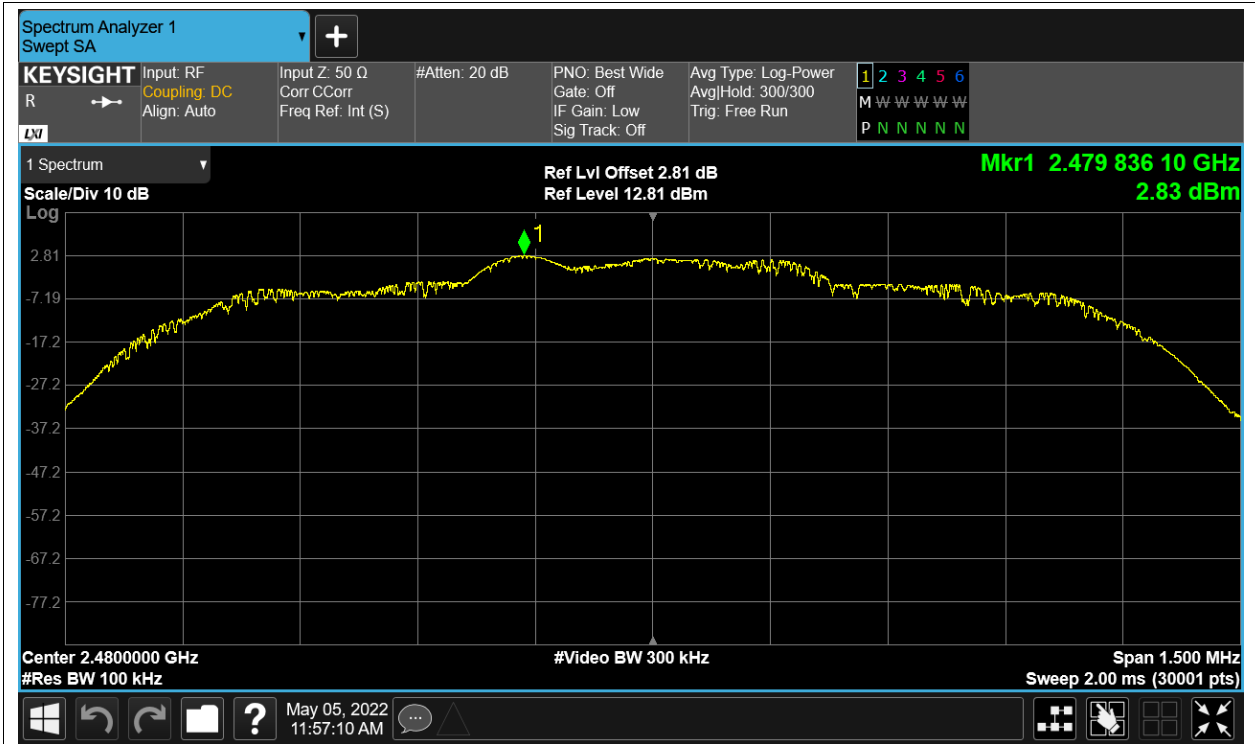 Spectrum Analyzer 1
Swept SA
KEYSIGHT
R
LXI
Input: RF
Coupling: DC
Align: Auto
Input Z: 50 Ω
Corr CCorr
Freq Ref: Int (S)
#Atten: 20 dB
PNO: Best Wide
Gate: Off
IF Gain: Low
Sig Track: Off
Avg Type: Log-Power
Avg|Hold: 300/300
Trig: Free Run
1 2 3 4 5 6
M W W W W W W
P N N N N N
1 Spectrum
Scale/Div 10 dB
Log
Ref Lvl Offset 2.81 dB
Ref Level 12.81 dBm
Mkr1 2.479 836 10 GHz
2.83 dBm
1
2.81
-7.19
-17.2
-27.2
-37.2
-47.2
-57.2
-67.2
-77.2
Center 2.4800000 GHz
#Video BW 300 kHz
Span 1.500 MHz
#Res BW 100 kHz
Sweep 2.00 ms (30001 pts)
?
May 05, 2022
11:57:10 AM